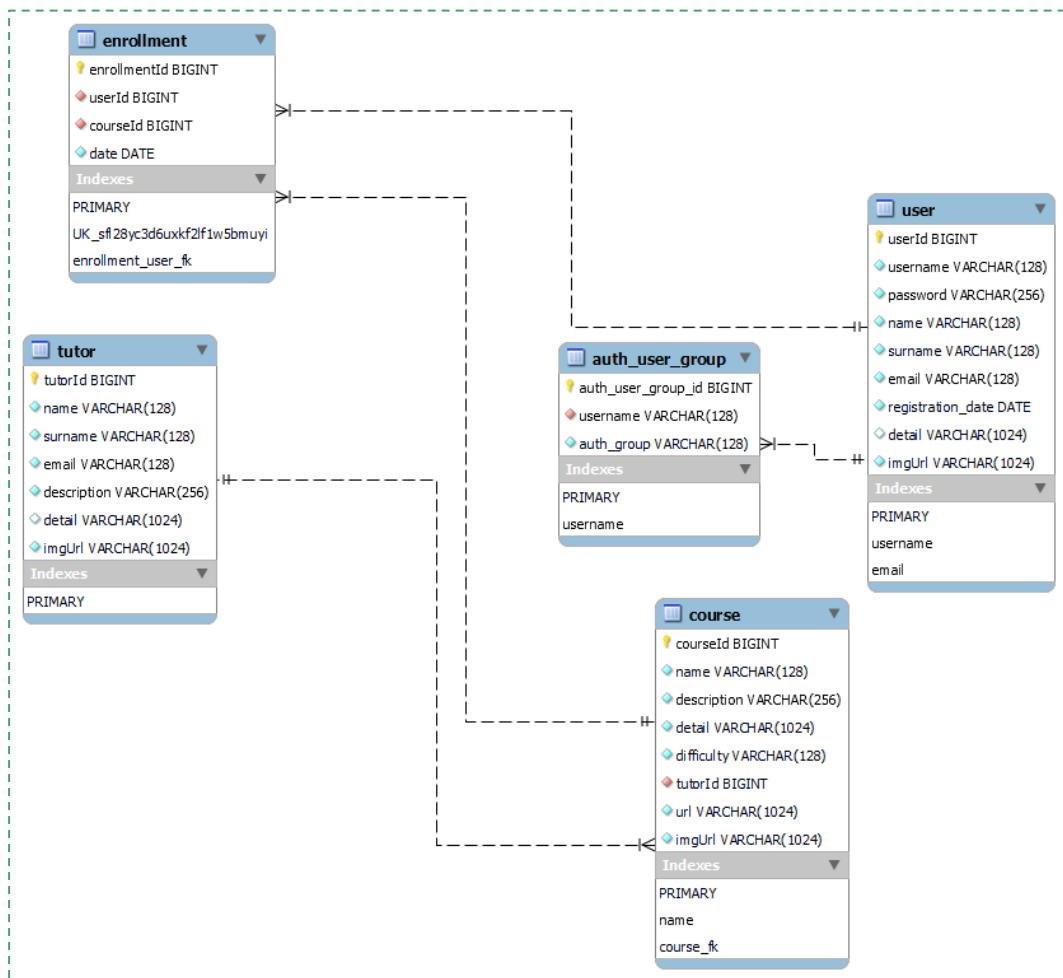 enrollment
enrollmentId BIGINT
userId BIGINT
courseId BIGINT
date DATE
Indexes
PRIMARY
UK_sfl28yc3d6uxkf2lf1w5bmuyi
enrollment_user_fk
user
userId BIGINT
username VARCHAR(128)
password VARCHAR(256)
name VARCHAR(128)
surname VARCHAR(128)
email VARCHAR(128)
registration_date DATE
detail VARCHAR(1024)
imgUrl VARCHAR(1024)
Indexes
PRIMARY
username
email
tutor
tutorId BIGINT
name VARCHAR(128)
surname VARCHAR(128)
email VARCHAR(128)
description VARCHAR(256)
detail VARCHAR(1024)
imgUrl VARCHAR(1024)
Indexes
PRIMARY
auth_user_group
auth_user_group_id BIGINT
username VARCHAR(128)
auth_group VARCHAR(128)
Indexes
PRIMARY
username
course
courseId BIGINT
name VARCHAR(128)
description VARCHAR(256)
detail VARCHAR(1024)
difficulty VARCHAR(128)
tutorId BIGINT
url VARCHAR(1024)
imgUrl VARCHAR(1024)
Indexes
PRIMARY
name
course_fk